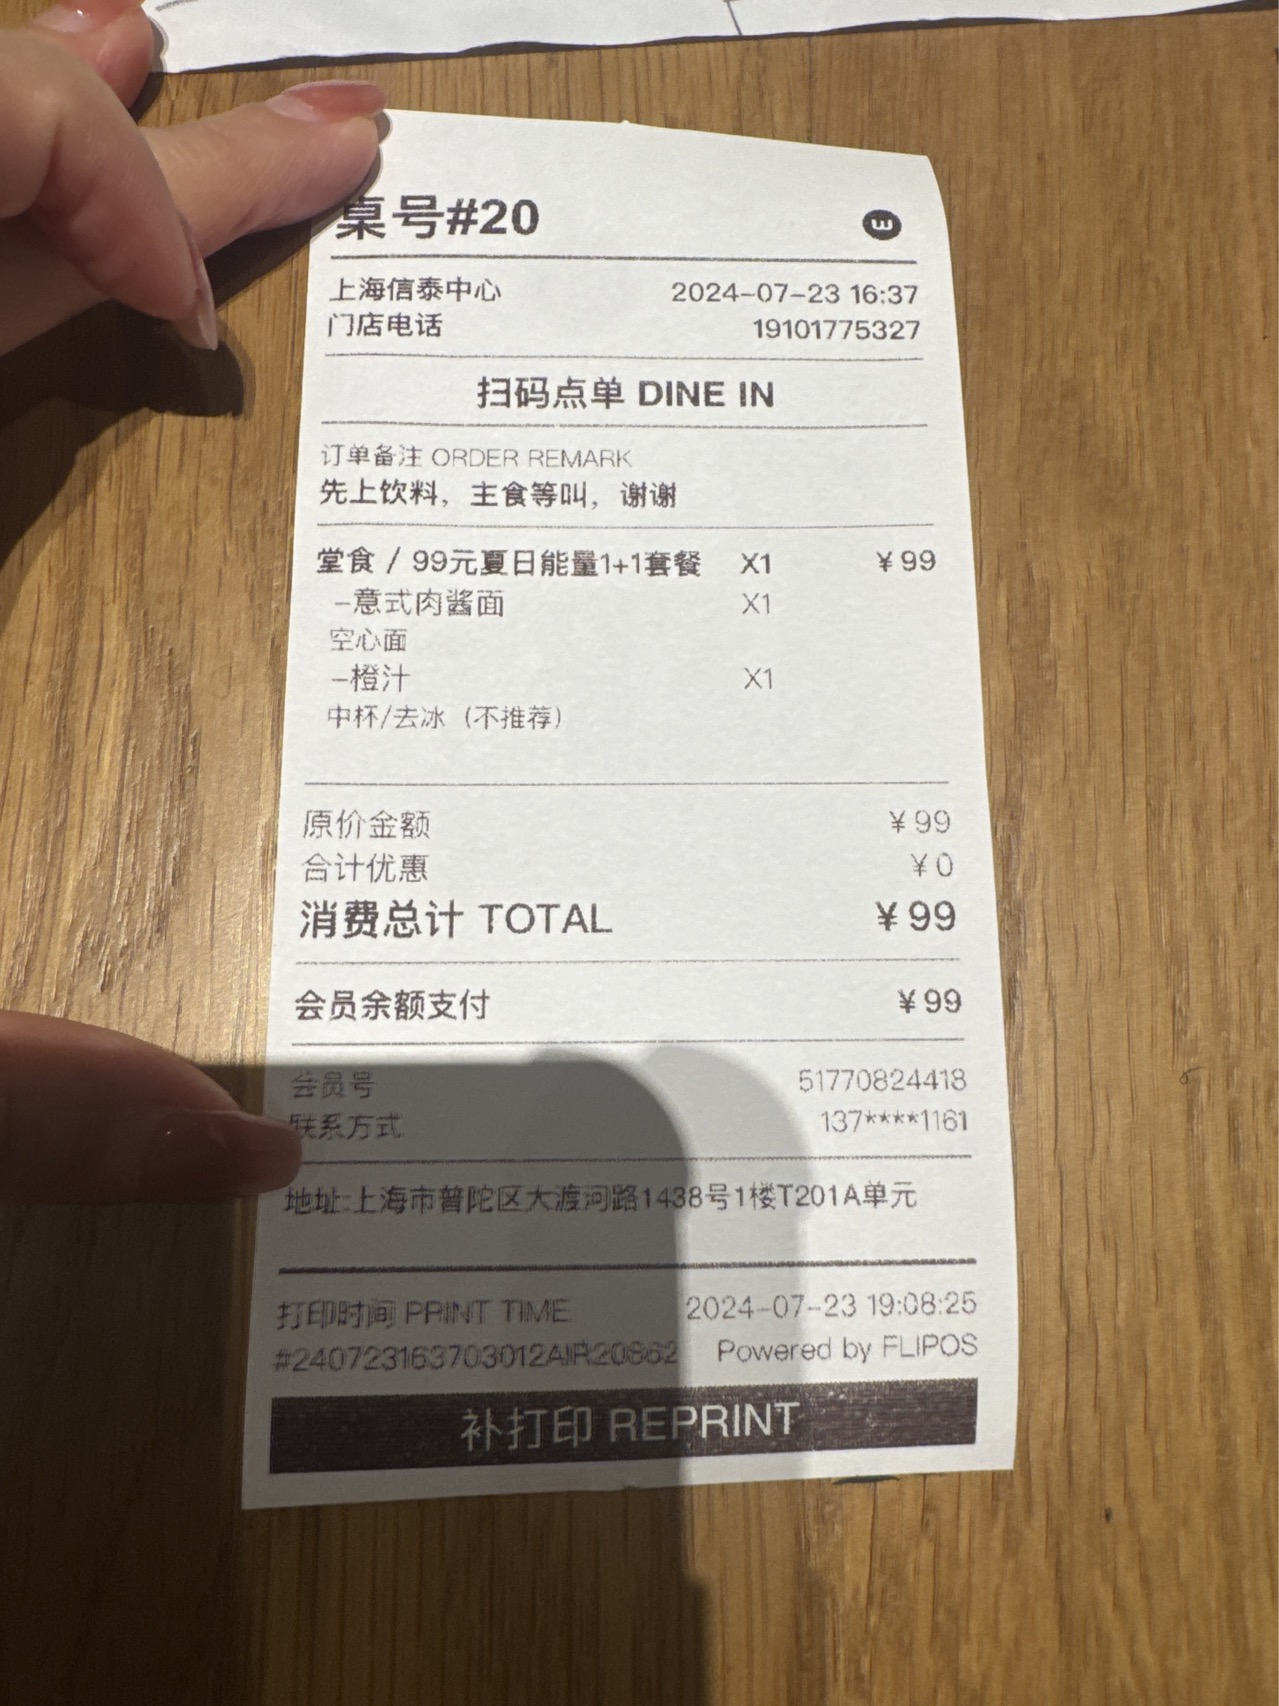 桌号#20
上海信泰中心 2024-07-23 16:37
门店电话 19101775327
扫码点单 DINE IN
订单备注 ORDER REMARK
先上饮料，主食等叫，谢谢
堂食 / 99元夏日能量1+1套餐 X1 ¥99
-意式肉酱面 X1
空心面
-橙汁 X1
中杯/去冰（不推荐）
原价金额 ¥99
合计优惠 ¥0
消费总计 TOTAL ¥99
会员余额支付 ¥99
会员号 51770824418
联系方式 137****1161
地址:上海市普陀区大渡河路1438号1楼T201A单元
打印时间 PRINT TIME 2024-07-23 19:08:25
#240723163703012AIR20862 Powered by FLIPOS
补打印 REPRINT